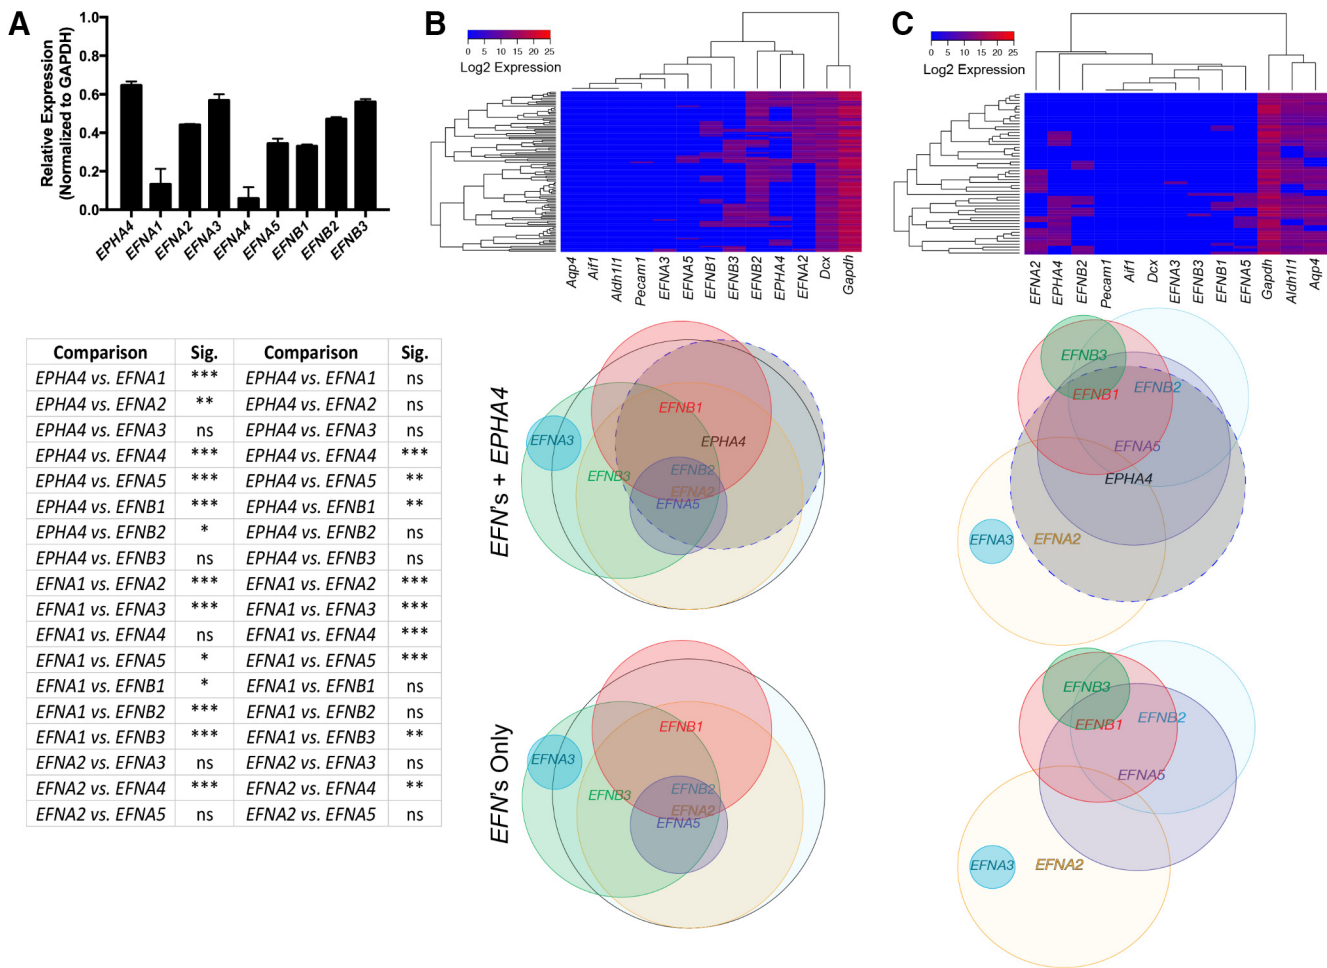 A
Relative Expression
(Normalized to GAPDH)
1.0
0.8
0.6
0.4
0.2
0.0
EPHA4
EFNA1
EFNA2
EFNA3
EFNA4
EFNA5
EFNB1
EFNB2
EFNB3
Comparison Sig. Comparison Sig.
EPHA4 vs. EFNA1 *** EPHA4 vs. EFNA1 ns
EPHA4 vs. EFNA2 ** EPHA4 vs. EFNA2 ns
EPHA4 vs. EFNA3 ns EPHA4 vs. EFNA3 ns
EPHA4 vs. EFNA4 *** EPHA4 vs. EFNA4 ***
EPHA4 vs. EFNA5 *** EPHA4 vs. EFNA5 **
EPHA4 vs. EFNB1 *** EPHA4 vs. EFNB1 **
EPHA4 vs. EFNB2 * EPHA4 vs. EFNB2 ns
EPHA4 vs. EFNB3 ns EPHA4 vs. EFNB3 ns
EFNA1 vs. EFNA2 *** EFNA1 vs. EFNA2 ***
EFNA1 vs. EFNA3 *** EFNA1 vs. EFNA3 ***
EFNA1 vs. EFNA4 ns EFNA1 vs. EFNA4 ***
EFNA1 vs. EFNA5 * EFNA1 vs. EFNA5 ***
EFNA1 vs. EFNB1 * EFNA1 vs. EFNB1 ns
EFNA1 vs. EFNB2 *** EFNA1 vs. EFNB2 ns
EFNA1 vs. EFNB3 *** EFNA1 vs. EFNB3 **
EFNA2 vs. EFNA3 ns EFNA2 vs. EFNA3 ns
EFNA2 vs. EFNA4 *** EFNA2 vs. EFNA4 **
EFNA2 vs. EFNA5 ns EFNA2 vs. EFNA5 ns
B
0 5 10 15 20 25
Log2 Expression
Aqp4
Aif1
Aldh1l1
Pecam1
EFNA3
EFNA5
EFNB1
EFNB3
EFNB2
EPHA4
EFNA2
Dcx
Gapdh
EFN's + EPHA4
EFNB1
EFNA3
EPHA4
EFNB2
EFNB3
EFNA2
EFNA5
EFN's Only
EFNB1
EFNA3
EFNB2
EFNB3
EFNA2
EFNA5
C
0 5 10 15 20 25
Log2 Expression
EFNA2
EPHA4
EFNB2
Pecam1
Aif1
Dcx
EFNA3
EFNB3
EFNB1
EFNA5
Gapdh
Aldh1l1
Aqp4
EFNB3
EFNB2
EFNB1
EFNA5
EPHA4
EFNA3
EFNA2
EFNB3
EFNB2
EFNB1
EFNA5
EFNA3
EFNA2